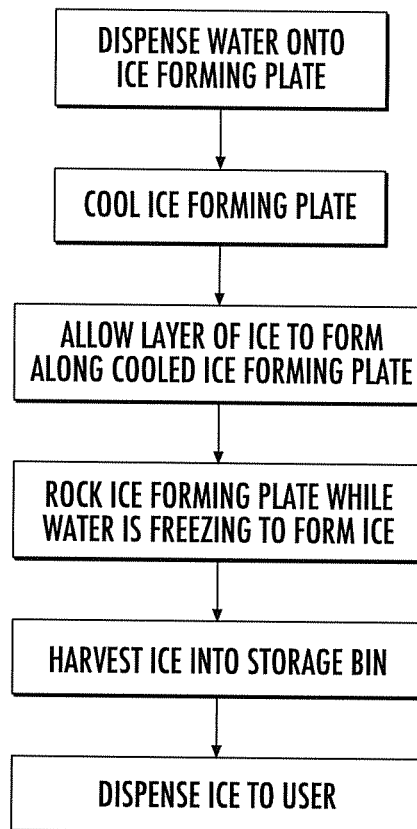 DISPENSE WATER ONTO
ICE FORMING PLATE
COOL ICE FORMING PLATE
ALLOW LAYER OF ICE TO FORM
ALONG COOLED ICE FORMING PLATE
ROCK ICE FORMING PLATE WHILE
WATER IS FREEZING TO FORM ICE
HARVEST ICE INTO STORAGE BIN
DISPENSE ICE TO USER